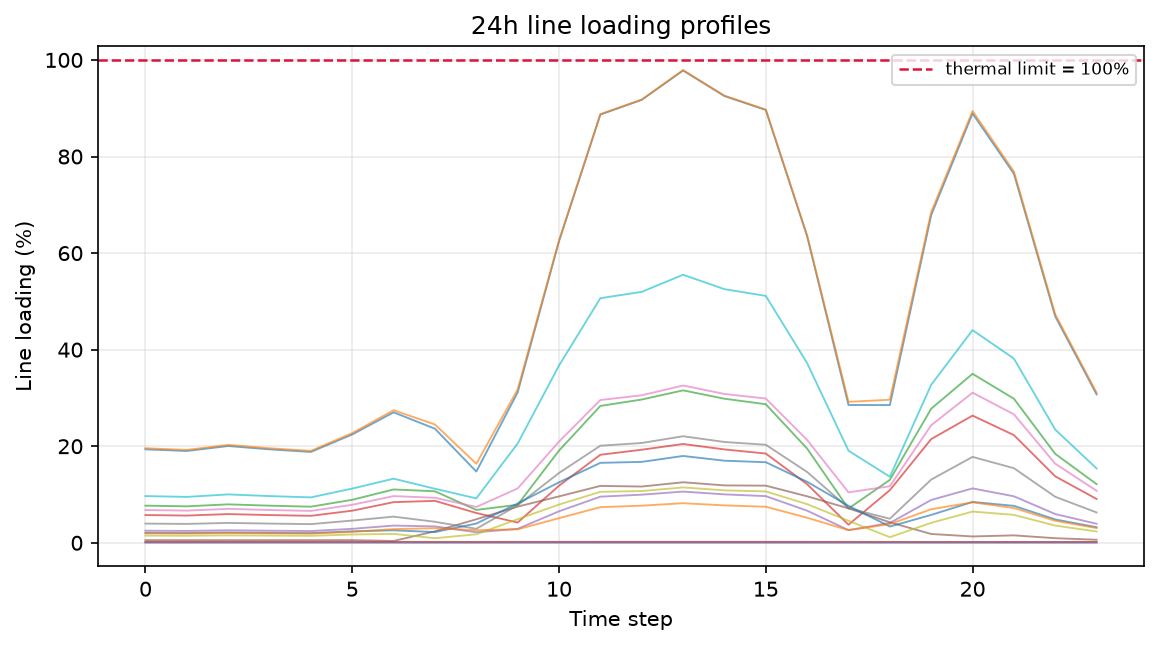 24h line loading profiles
thermal limit = 100%
Line loading (%)
100
80
60
40
20
0
0 5 10 15 20
Time step